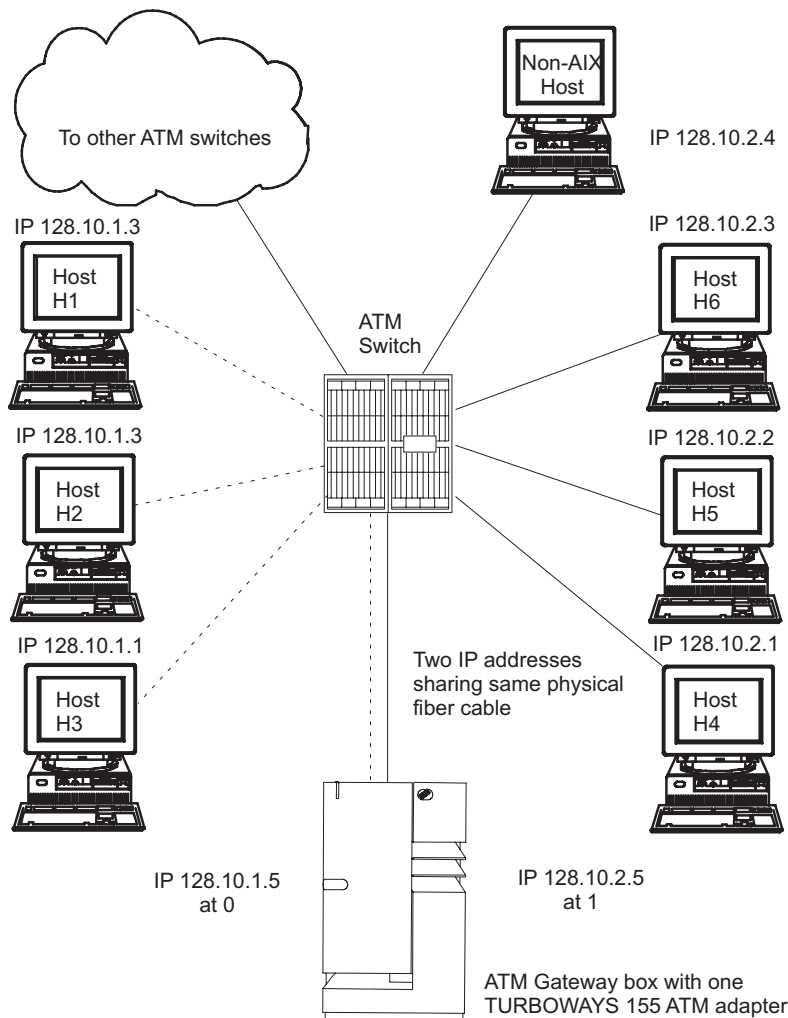 Non-AIX
Host
To other ATM switches
IP 128.10.2.4
IP 128.10.1.3
IP 128.10.2.3
Host
H1
Host
H6
ATM
Switch
IP 128.10.1.3
IP 128.10.2.2
Host
H2
Host
H5
IP 128.10.1.1
IP 128.10.2.1
Two IP addresses
sharing same physical
fiber cable
Host
H3
Host
H4
IP 128.10.1.5
at 0
IP 128.10.2.5
at 1
ATM Gateway box with one
TURBOWAYS 155 ATM adapter